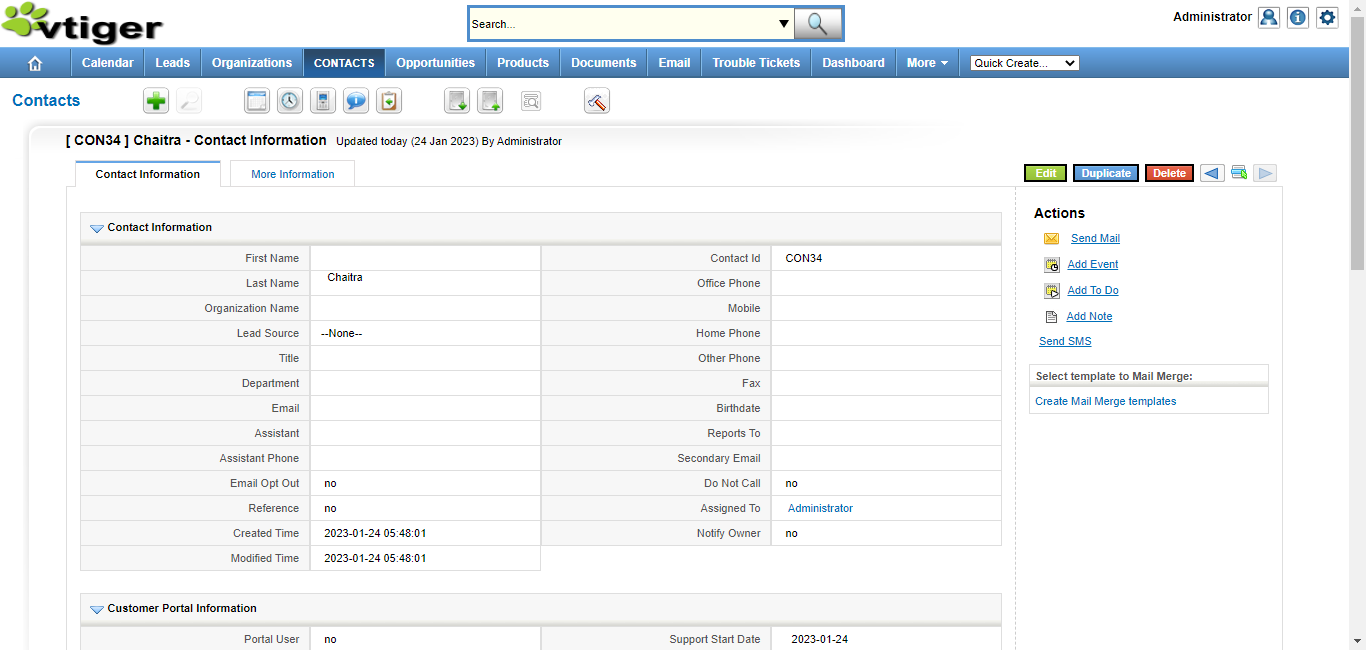 vtiger
Search...
Administrator
Calendar Leads Organizations CONTACTS Opportunities Products Documents Email Trouble Tickets Dashboard More Quick Create...
Contacts
[ CON34 ] Chaitra - Contact Information Updated today (24 Jan 2023) By Administrator
Contact Information More Information
Edit Duplicate Delete
Contact Information
First Name Contact Id CON34
Last Name Chaitra Office Phone
Organization Name Mobile
Lead Source --None-- Home Phone
Title Other Phone
Department Fax
Email Birthdate
Assistant Reports To
Assistant Phone Secondary Email
Email Opt Out no Do Not Call no
Reference no Assigned To Administrator
Created Time 2023-01-24 05:48:01 Notify Owner no
Modified Time 2023-01-24 05:48:01
Customer Portal Information
Portal User no Support Start Date 2023-01-24
Actions
Send Mail
Add Event
Add To Do
Add Note
Send SMS
Select template to Mail Merge:
Create Mail Merge templates